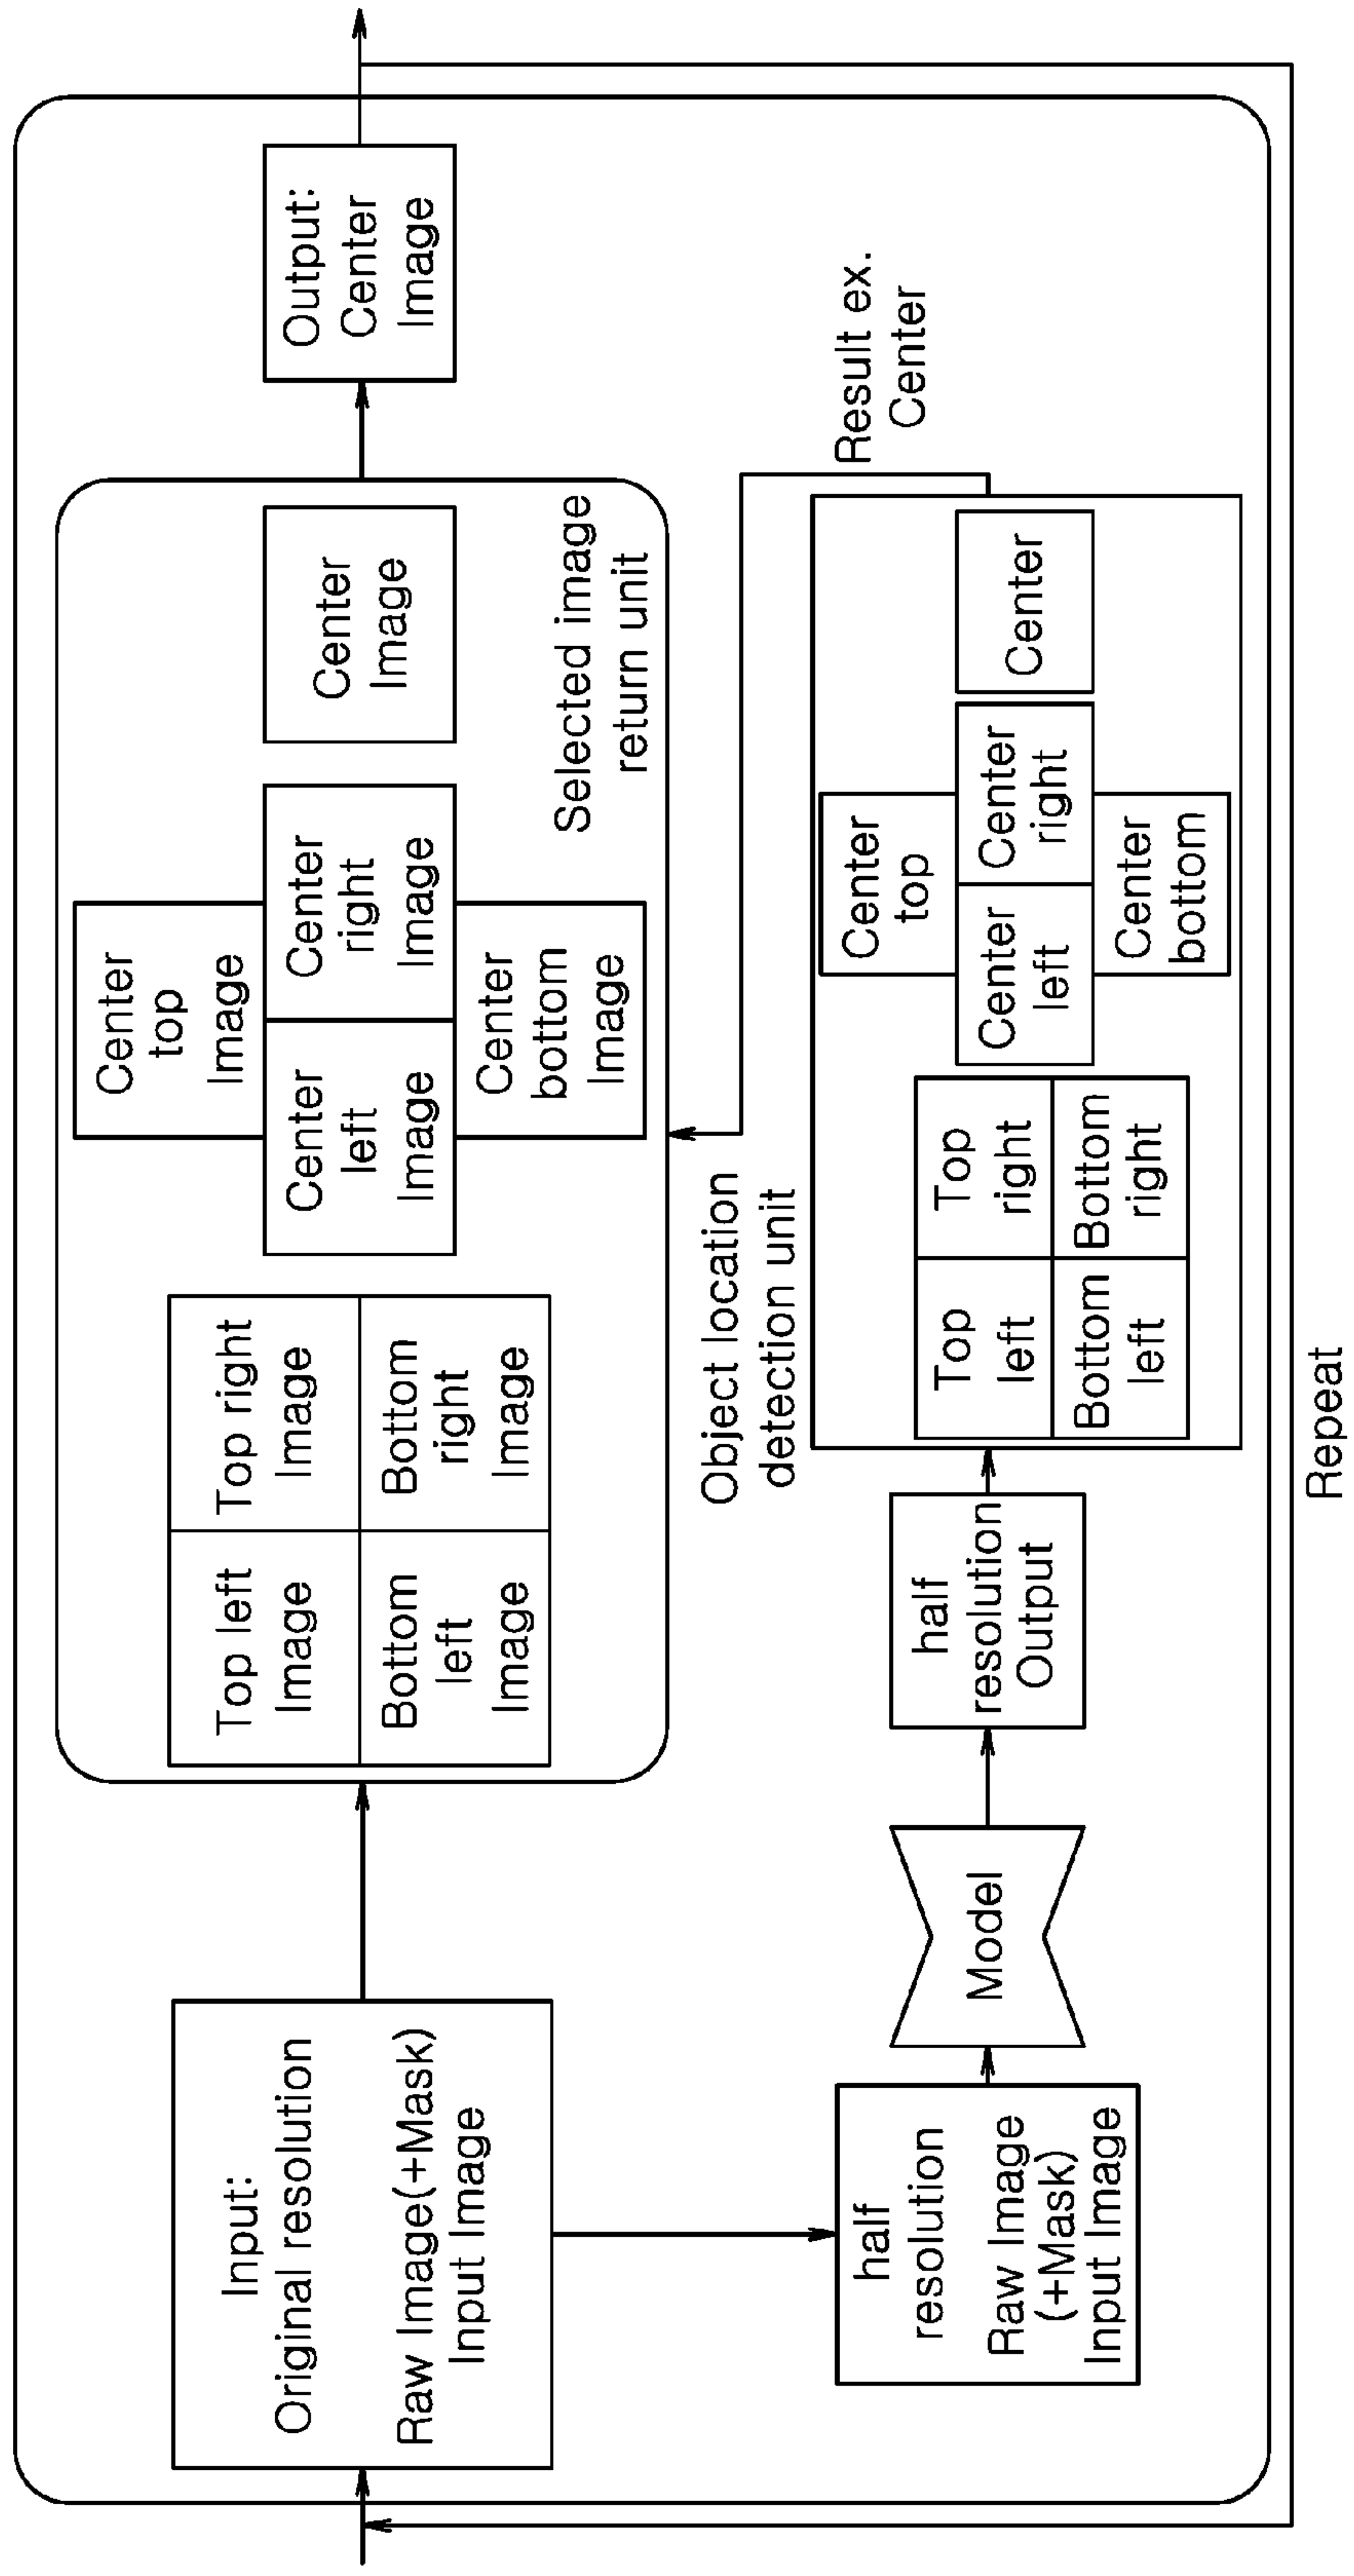 Input:
Original resolution
Raw Image(+Mask)
Input Image
Top left
Image
Top right
Image
Bottom
left
Image
Bottom
right
Image
Center
top
Image
Center
left
Image
Center
right
Image
Center
bottom
Image
Center
Image
Selected image
return unit
Output:
Center
Image
half
resolution
Raw Image
(+Mask)
Input Image
Model
half
resolution
Output
Object location
detection unit
Top
left
Top
right
Bottom
left
Bottom
right
Center
top
Center
left
Center
right
Center
bottom
Center
Result ex.
Center
Repeat